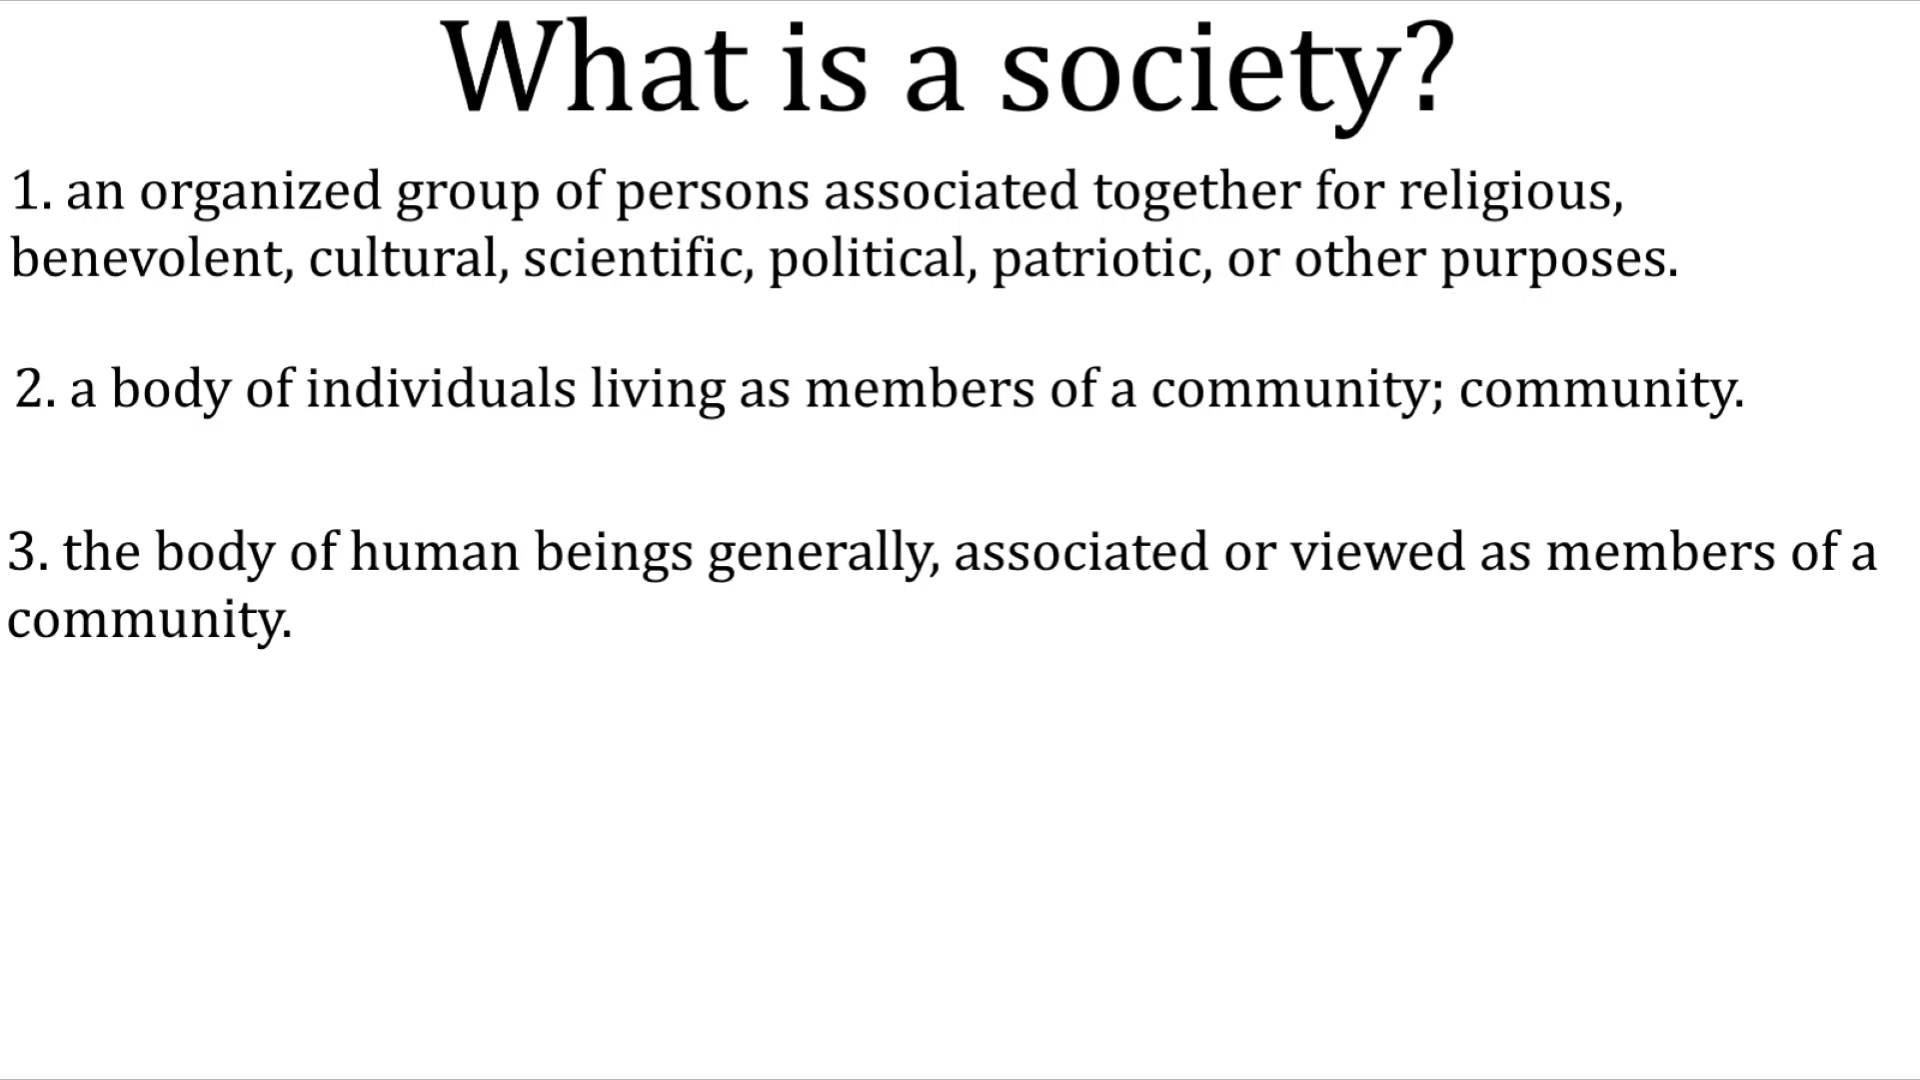 What is a society?
1. an organized group of persons associated together for religious,
benevolent, cultural, scientific, political, patriotic, or other purposes.
2. a body of individuals living as members of a community; community.
3. the body of human beings generally, associated or viewed as members of a
community.